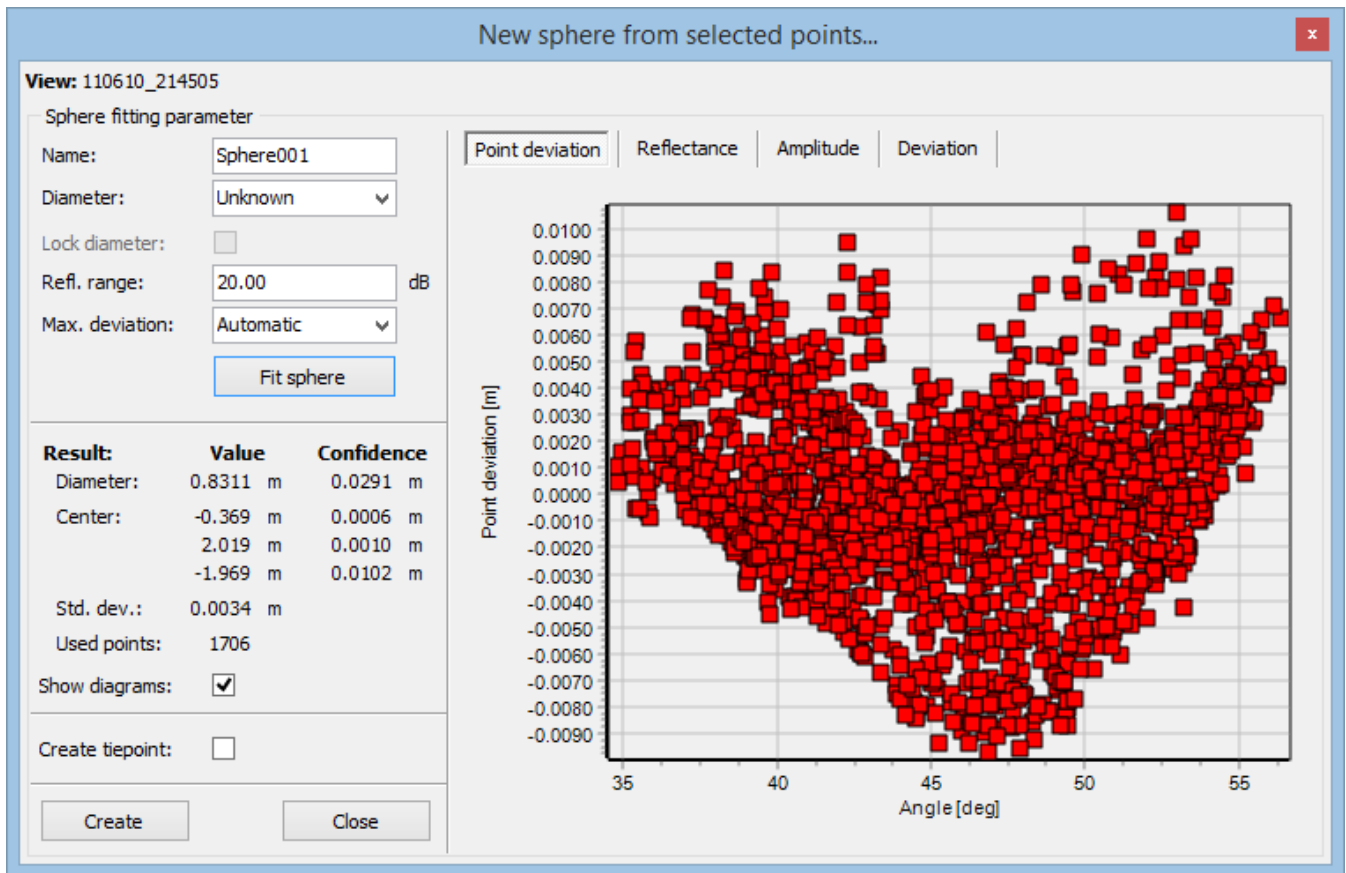 New sphere from selected points...
x
View: 110610_214505
Sphere fitting parameter
Name: Sphere001
Diameter: Unknown
Lock diameter:
Refl. range: 20.00 dB
Max. deviation: Automatic
Fit sphere
Result: Value Confidence
Diameter: 0.8311 m 0.0291 m
Center: -0.369 m 0.0006 m
2.019 m 0.0010 m
-1.969 m 0.0102 m
Std. dev.: 0.0034 m
Used points: 1706
Show diagrams:
Create tiepoint:
Create Close
Point deviation Reflectance Amplitude Deviation
Point deviation [m]
0.0100
0.0090
0.0080
0.0070
0.0060
0.0050
0.0040
0.0030
0.0020
0.0010
0.0000
-0.0010
-0.0020
-0.0030
-0.0040
-0.0050
-0.0060
-0.0070
-0.0080
-0.0090
35 40 45 50 55
Angle [deg]